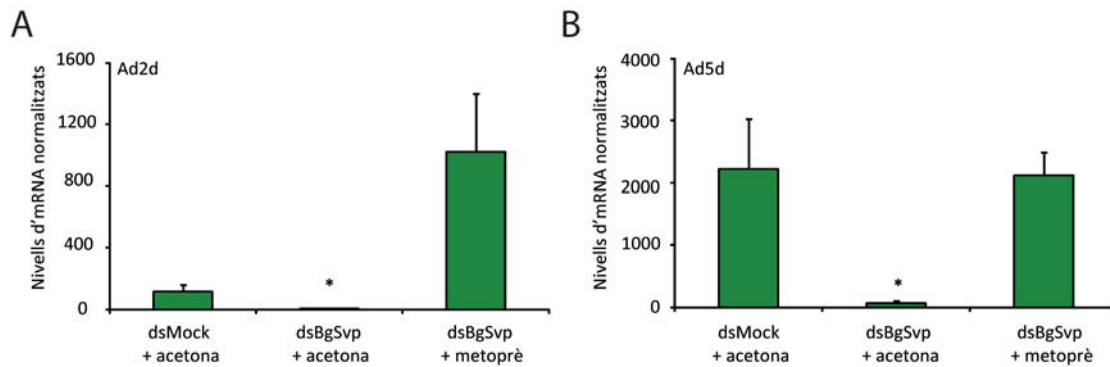 A
Nivells d'mRNA normalitzats
1600
1200
800
400
0
Ad2d
*
dsMock
+ acetona
dsBgSvp
+ acetona
dsBgSvp
+ metoprè
B
Nivells d'mRNA normalitzats
4000
3000
2000
1000
0
Ad5d
*
dsMock
+ acetona
dsBgSvp
+ acetona
dsBgSvp
+ metoprè